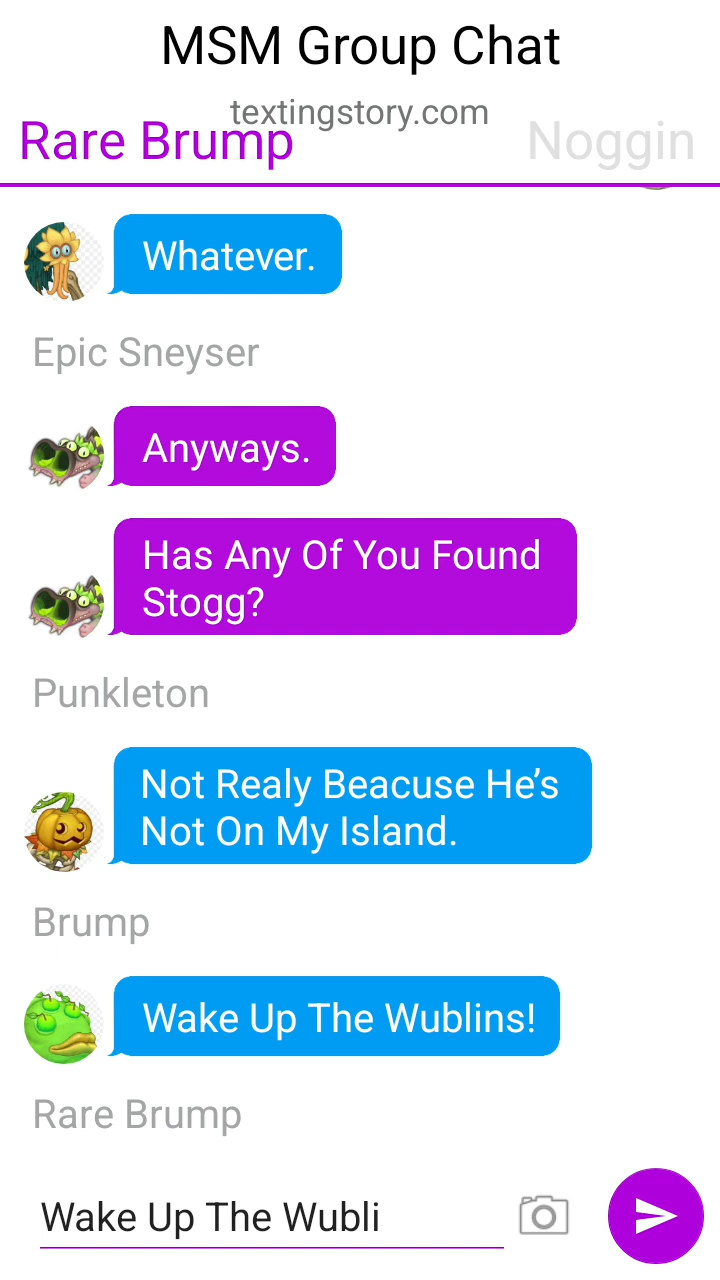 MSM Group Chat
textingstory.com
Rare Brump
Noggin
Whatever.
Epic Sneyser
Anyways.
Has Any Of You Found
Stogg?
Punkleton
Not Realy Beacuse He’s
Not On My Island.
Brump
Wake Up The Wublins!
Rare Brump
Wake Up The Wubli